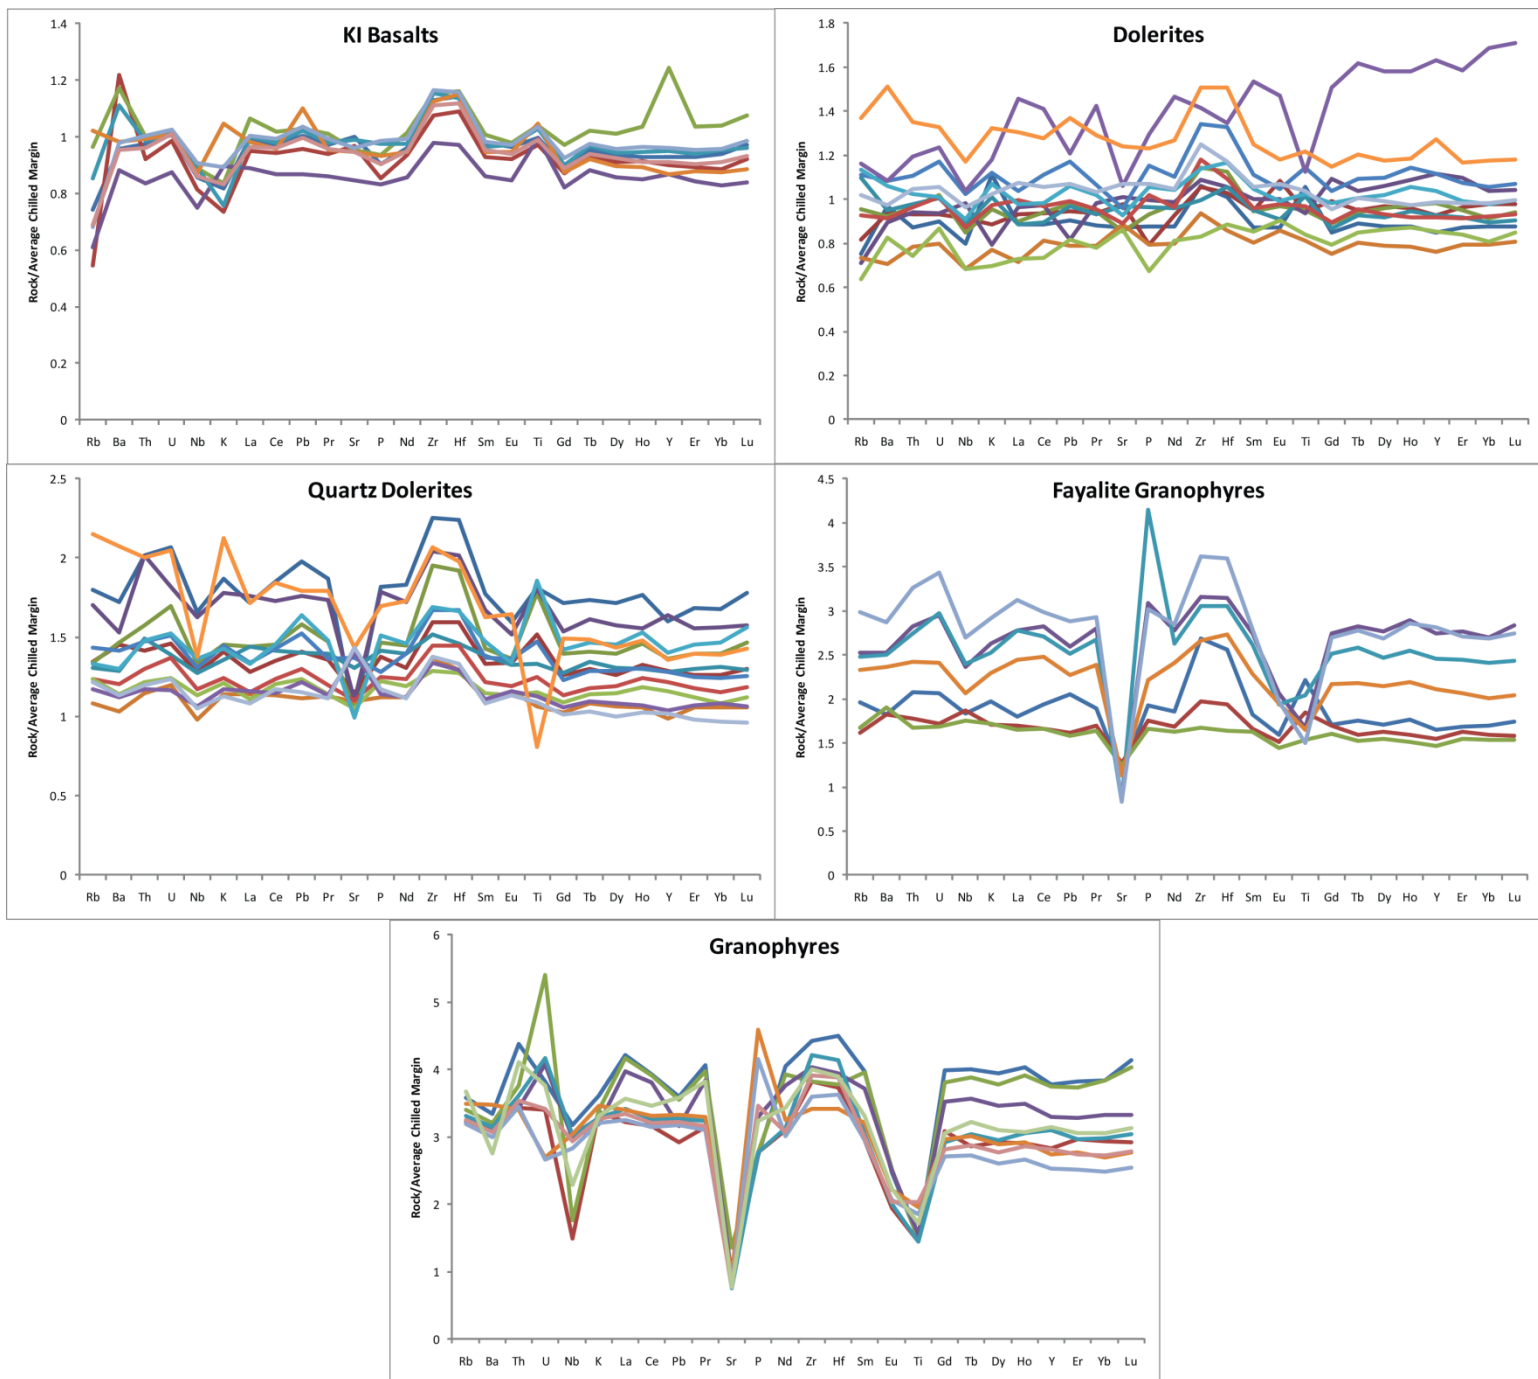 KI Basalts
Rock/Average Chilled Margin
1.4
1.2
1
0.8
0.6
0.4
0.2
0
Rb Ba Th U Nb K La Ce Pb Pr Sr P Nd Zr Hf Sm Eu Ti Gd Tb Dy Ho Y Er Yb Lu
Dolerites
Rock/Average Chilled Margin
1.8
1.6
1.4
1.2
1
0.8
0.6
0.4
0.2
0
Rb Ba Th U Nb K La Ce Pb Pr Sr P Nd Zr Hf Sm Eu Ti Gd Tb Dy Ho Y Er Yb Lu
Quartz Dolerites
Rock/Average Chilled Margin
2.5
2
1.5
1
0.5
0
Rb Ba Th U Nb K La Ce Pb Pr Sr P Nd Zr Hf Sm Eu Ti Gd Tb Dy Ho Y Er Yb Lu
Fayalite Granophyres
Rock/Average Chilled Margin
4.5
4
3.5
3
2.5
2
1.5
1
0.5
0
Rb Ba Th U Nb K La Ce Pb Pr Sr P Nd Zr Hf Sm Eu Ti Gd Tb Dy Ho Y Er Yb Lu
Granophyres
Rock/Average Chilled Margin
6
5
4
3
2
1
0
Rb Ba Th U Nb K La Ce Pb Pr Sr P Nd Zr Hf Sm Eu Ti Gd Tb Dy Ho Y Er Yb Lu